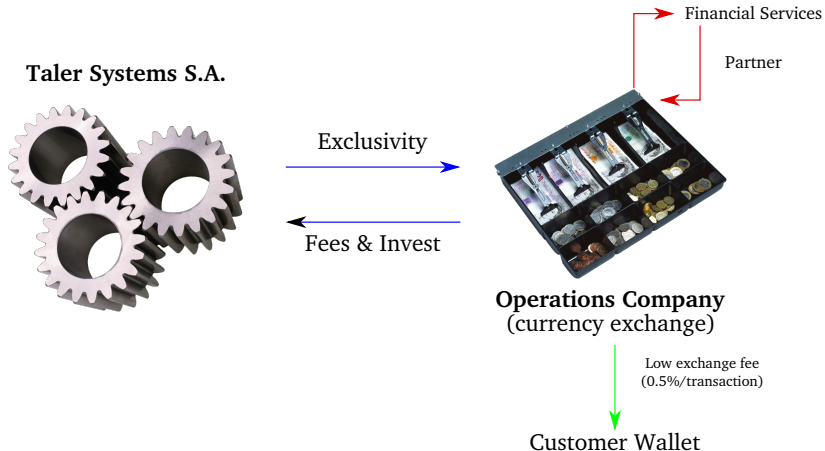 Financial Services
Partner
Taler Systems S.A.
Exclusivity
Fees & Invest
Operations Company
(currency exchange)
Low exchange fee
(0.5%/transaction)
Customer Wallet